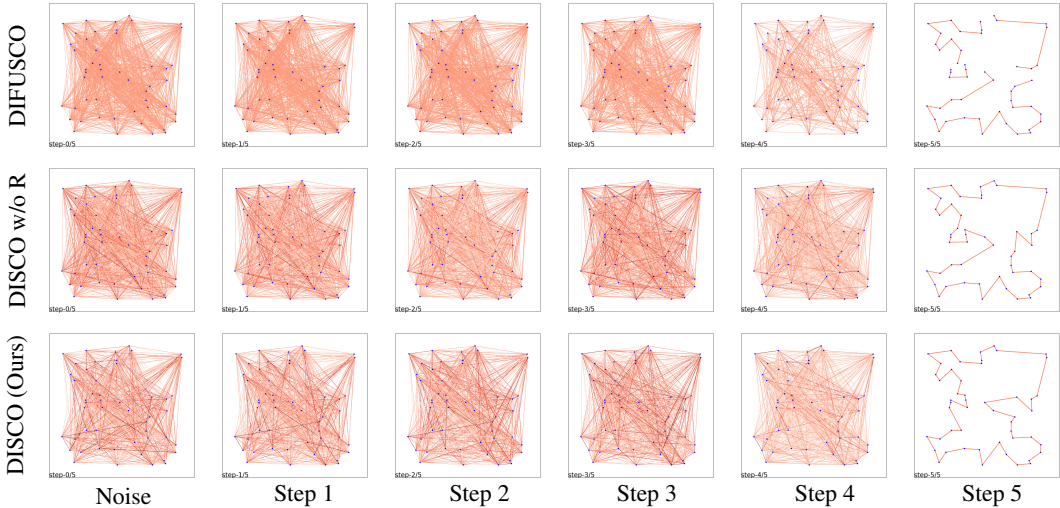 DIFUSCO
step-0/5
step-1/5
step-2/5
step-3/5
step-4/5
step-5/5
DISCO w/o R
step-0/5
step-1/5
step-2/5
step-3/5
step-4/5
step-5/5
DISCO (Ours)
step-0/5
step-1/5
step-2/5
step-3/5
step-4/5
step-5/5
Noise
Step 1
Step 2
Step 3
Step 4
Step 5